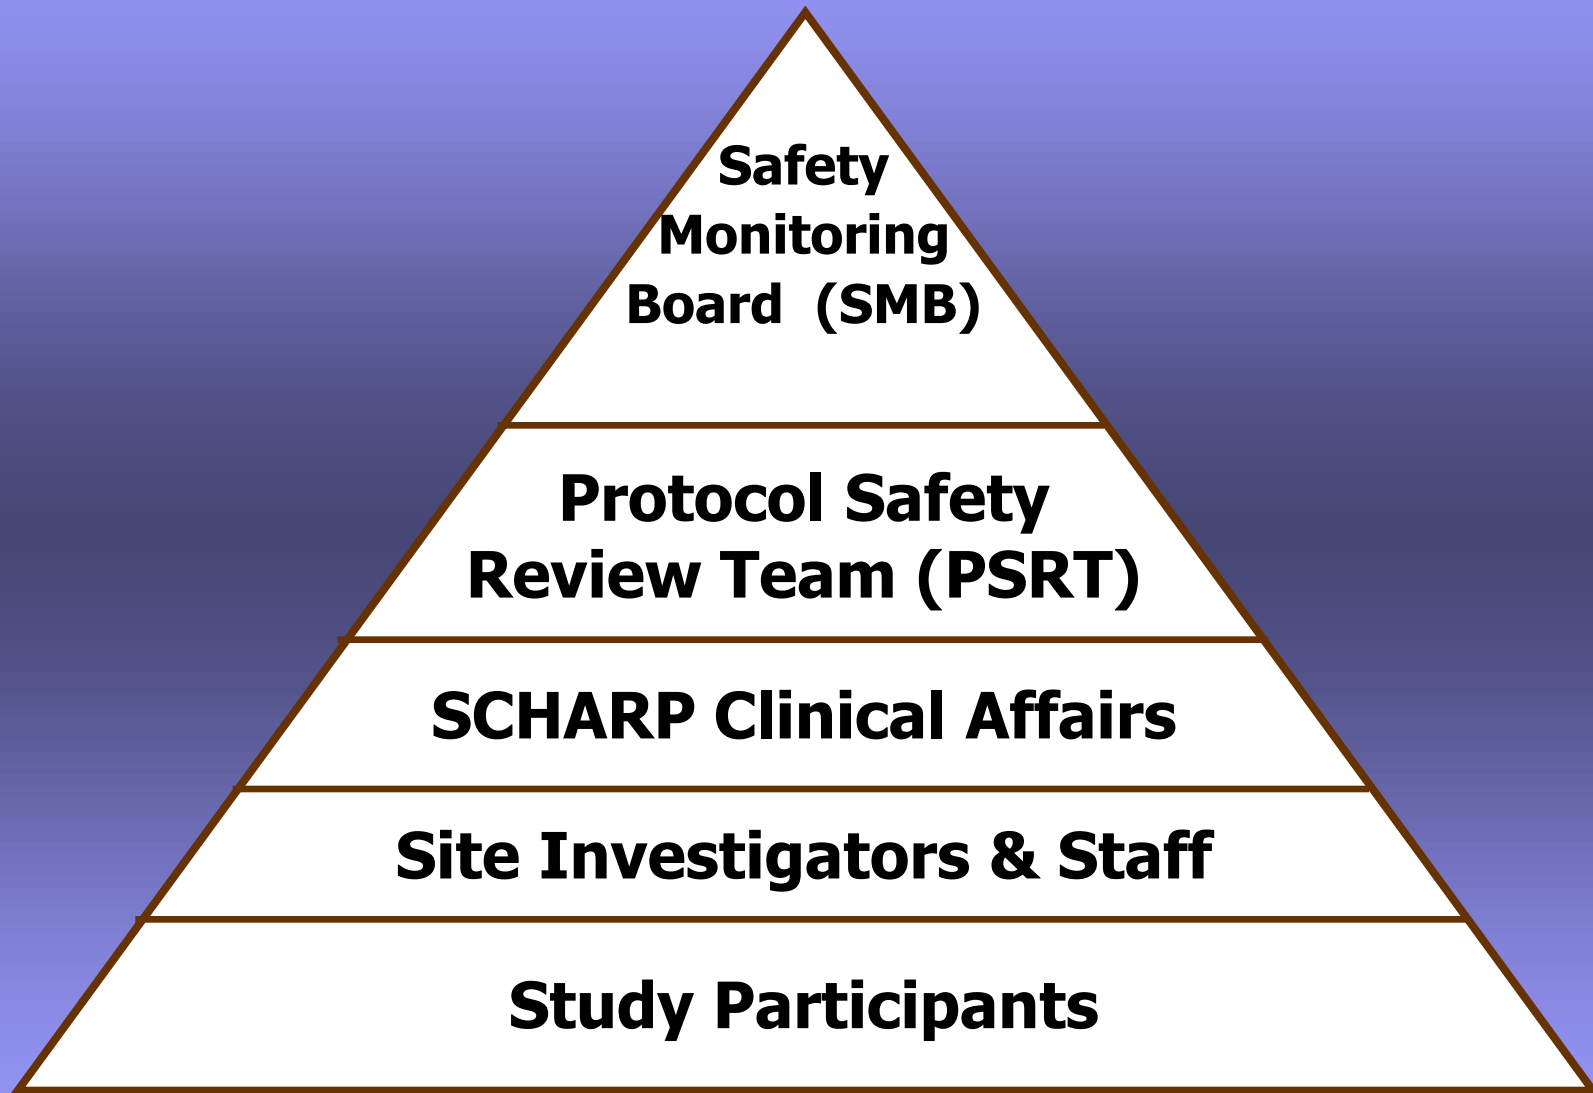 Safety
Monitoring
Board (SMB)
Protocol Safety
Review Team (PSRT)
SCHARP Clinical Affairs
Site Investigators & Staff
Study Participants